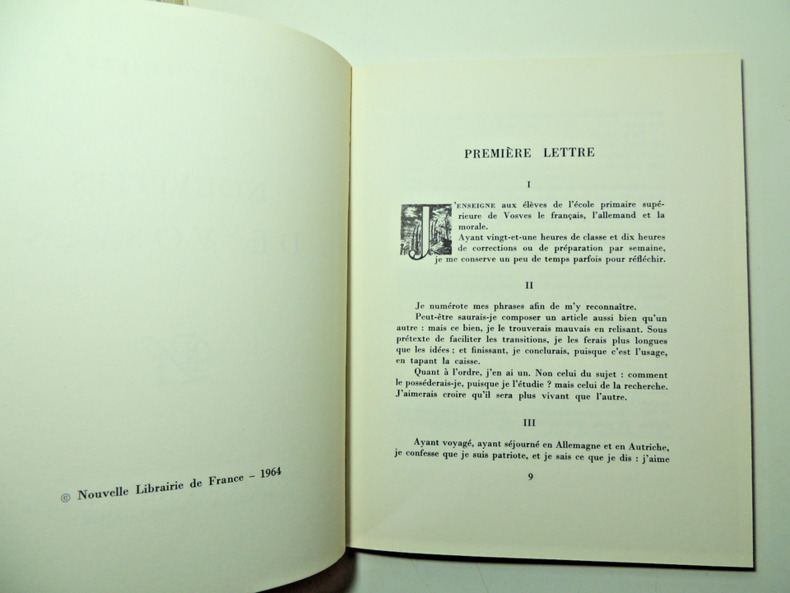 © Nouvelle Librairie de France – 1964
PREMIÈRE LETTRE
I
J'ENSEIGNE aux élèves de l'école primaire supé-
rieure de Vosves le français, l'allemand et la
morale.
Ayant vingt-et-une heures de classe et dix heures
de corrections ou de préparation par semaine,
je me conserve un peu de temps parfois pour réfléchir.
II
Je numérote mes phrases afin de m'y reconnaître.
Peut-être saurais-je composer un article aussi bien qu'un
autre : mais ce bien, je le trouverais mauvais en relisant. Sous
prétexte de faciliter les transitions, je les ferais plus longues
que les idées ; et finissant, je conclurais, puisque c'est l'usage,
en tapant la caisse.
Quant à l'ordre, j'en ai un. Non celui du sujet : comment
le posséderais-je, puisque je l'étudie ? mais celui de la recherche.
J'aimerais croire qu'il sera plus vivant que l'autre.
III
Ayant voyagé, ayant séjourné en Allemagne et en Autriche,
je confesse que je suis patriote, et je sais ce que je dis : j'aime
9